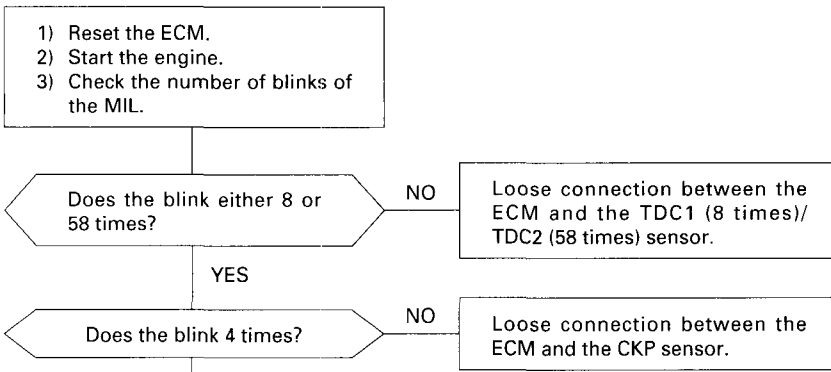 1) Reset the ECM.
2) Start the engine.
3) Check the number of blinks of
the MIL.
Does the blink either 8 or
58 times?
NO
Loose connection between the
ECM and the TDC1 (8 times)/
TDC2 (58 times) sensor.
YES
Does the blink 4 times?
NO
Loose connection between the
ECM and the CKP sensor.